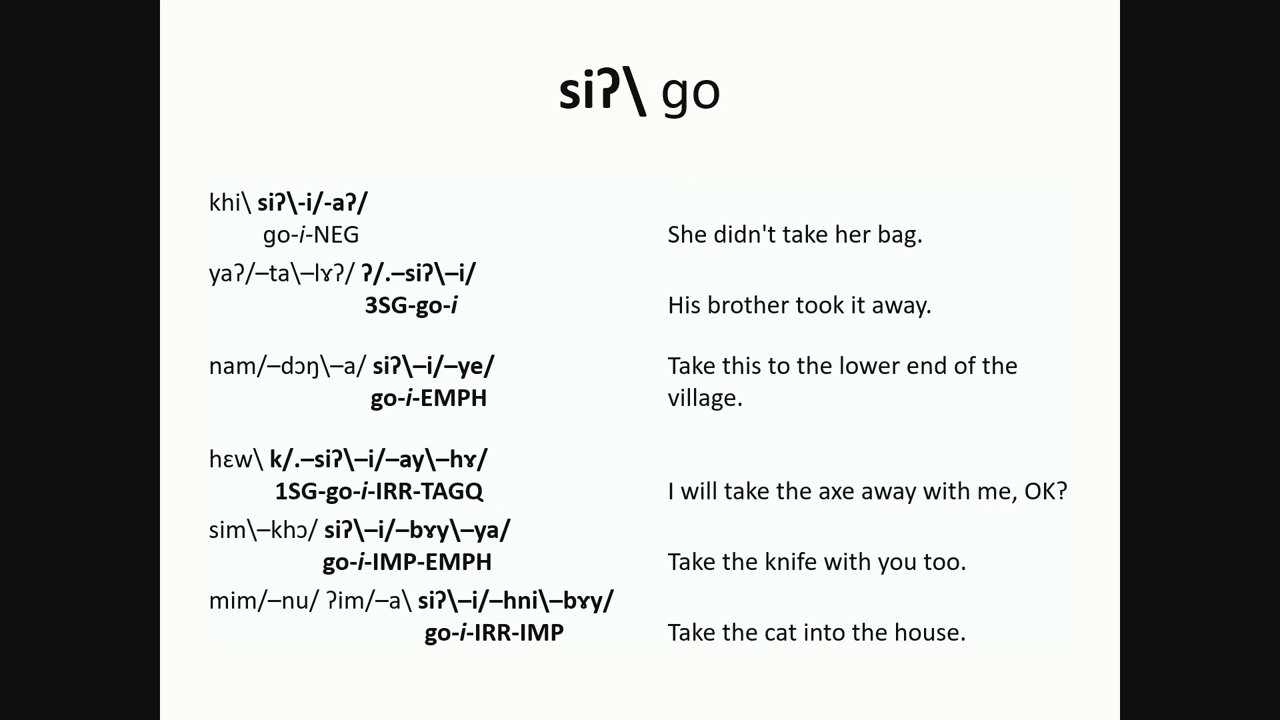 siʔ\ go
khi\ siʔ\-i/-aʔ/
go-i-NEG She didn't take her bag.
yaʔ/–ta\–lɤʔ/ ʔ/.–siʔ\–i/
3SG-go-i His brother took it away.
nam/–dɔŋ\–a/ siʔ\–i/–ye/ Take this to the lower end of the
go-i-EMPH village.
hɛw\ k/.–siʔ\–i/–ay\–hɤ/
1SG-go-i-IRR-TAGQ I will take the axe away with me, OK?
sim\–khɔ/ siʔ\–i/–bɤy\–ya/
go-i-IMP-EMPH Take the knife with you too.
mim/–nu/ ʔim/–a\ siʔ\–i/–hni\–bɤy/
go-i-IRR-IMP Take the cat into the house.